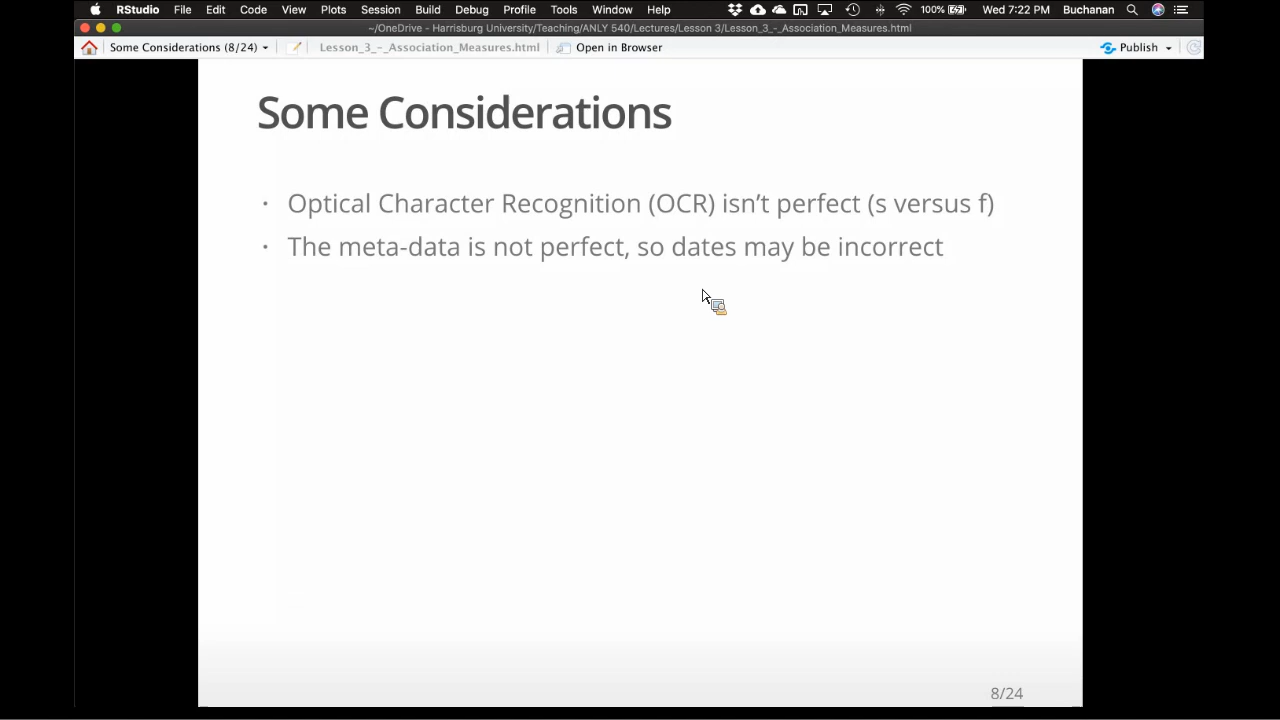 RStudio File Edit Code View Plots Session Build Debug Profile Tools Window Help 100% Wed 7:22 PM Buchanan
~/OneDrive - Harrisburg University/Teaching/ANLY 540/Lectures/Lesson 3/Lesson_3_-_Association_Measures.html
Some Considerations (8/24) Lesson_3_-_Association_Measures.html Open in Browser Publish
Some Considerations
· Optical Character Recognition (OCR) isn’t perfect (s versus f)
· The meta-data is not perfect, so dates may be incorrect
8/24